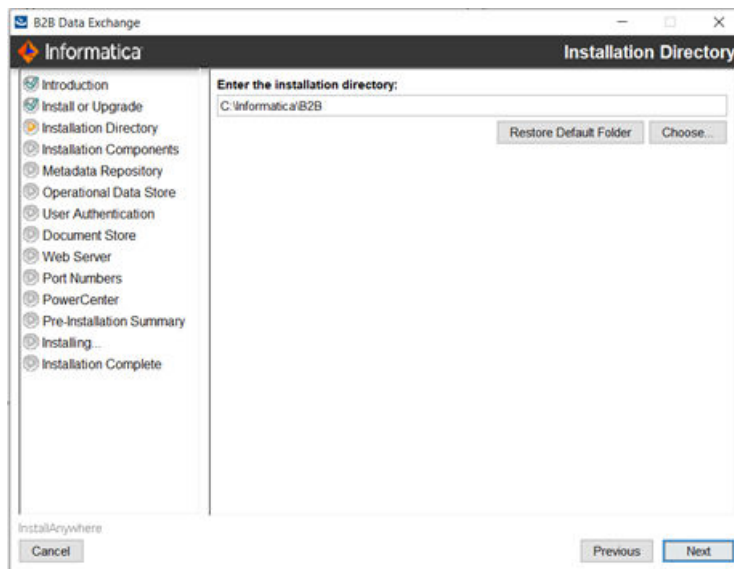 B2B Data Exchange
Informatica
Installation Directory
Introduction
Install or Upgrade
Installation Directory
Installation Components
Metadata Repository
Operational Data Store
User Authentication
Document Store
Web Server
Port Numbers
PowerCenter
Pre-Installation Summary
Installing...
Installation Complete
Enter the installation directory:
C:\Informatica\B2B
Restore Default Folder Choose...
InstallAnywhere
Cancel Previous Next